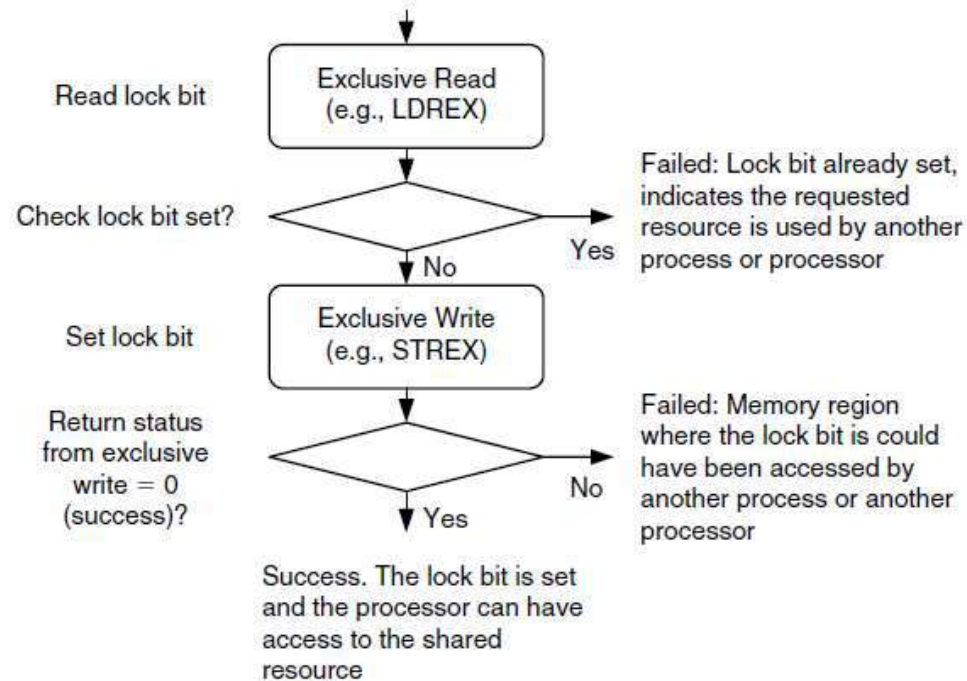 Read lock bit
Exclusive Read
(e.g., LDREX)
Check lock bit set?
Yes
Failed: Lock bit already set,
indicates the requested
resource is used by another
process or processor
No
Set lock bit
Exclusive Write
(e.g., STREX)
Return status
from exclusive
write = 0
(success)?
No
Failed: Memory region
where the lock bit is could
have been accessed by
another process or another
processor
Yes
Success. The lock bit is set
and the processor can have
access to the shared
resource